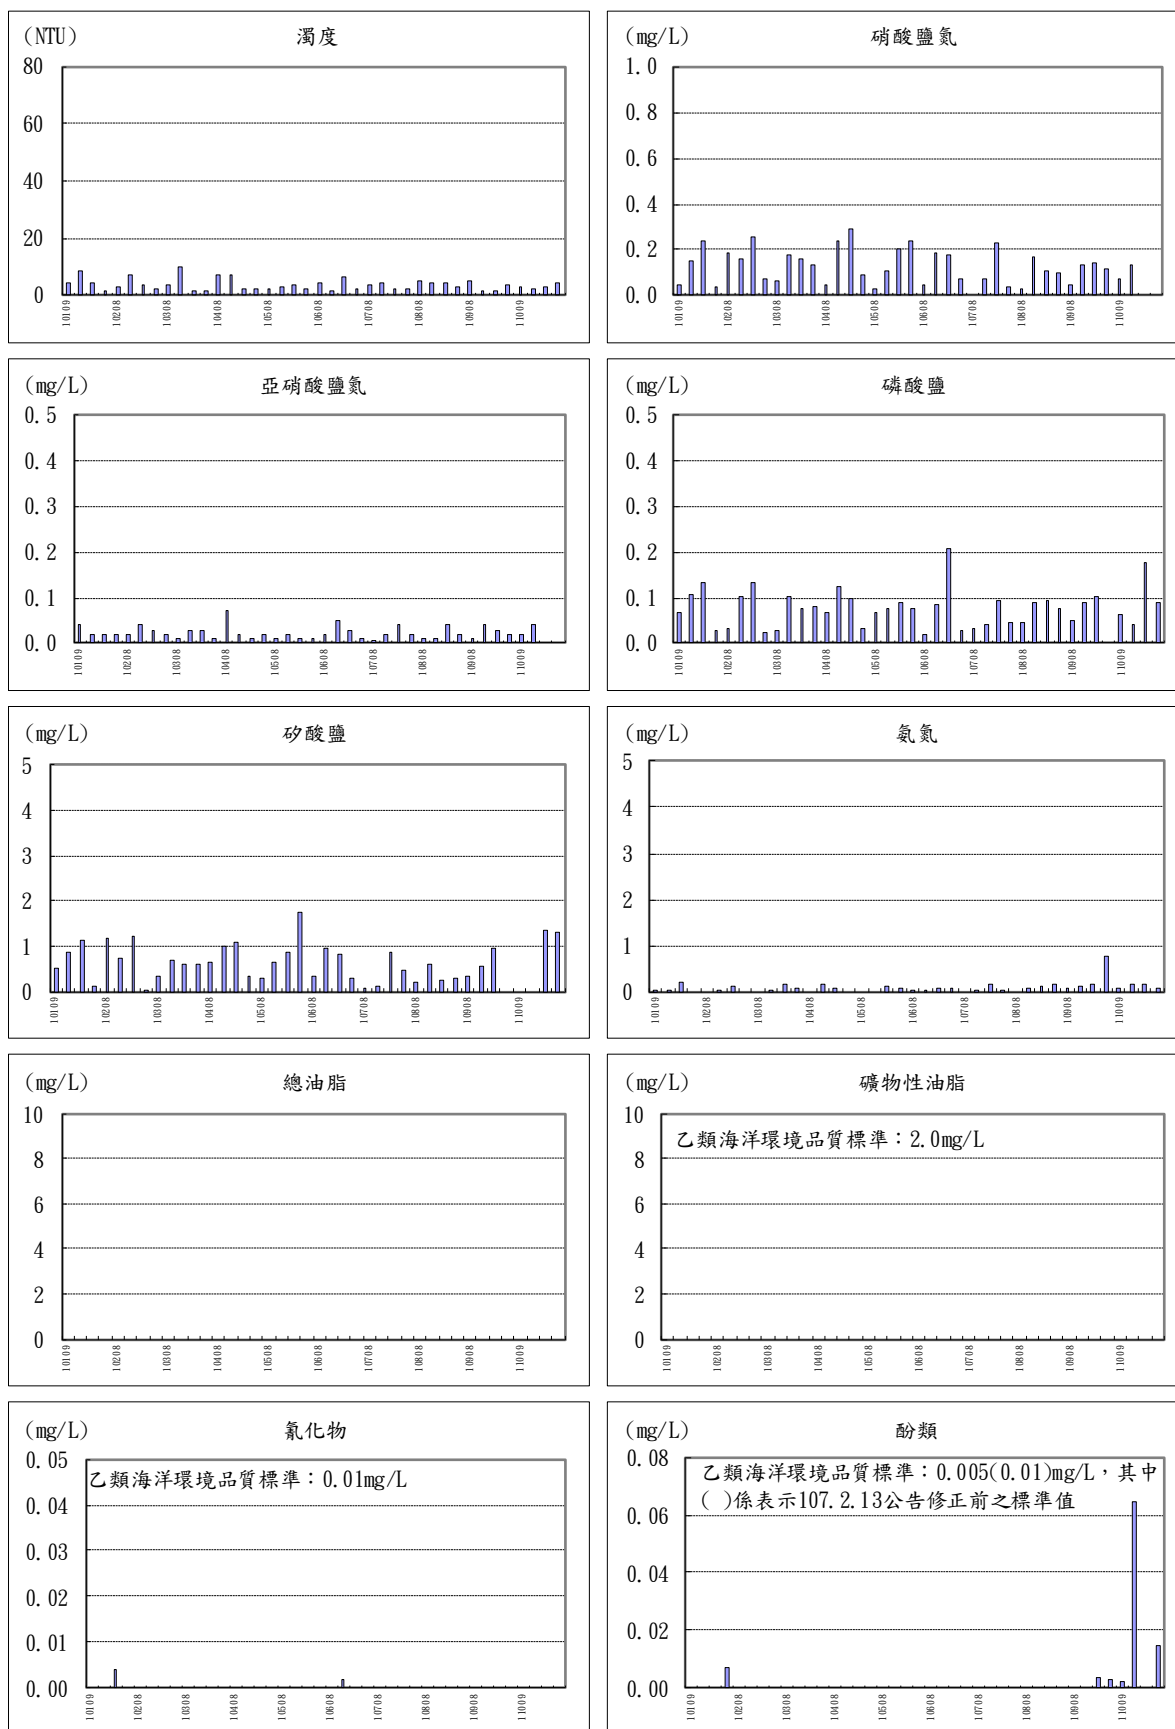 (NTU) 濁度
80
60
40
20
0
10109 10208 10308 10408 10508 10608 10708 10808 10908 11009
(mg/L) 硝酸鹽氮
1.0
0.8
0.6
0.4
0.2
0.0
10109 10208 10308 10408 10508 10608 10708 10808 10908 11009
(mg/L) 亞硝酸鹽氮
0.5
0.4
0.3
0.2
0.1
0.0
10109 10208 10308 10408 10508 10608 10708 10808 10908 11009
(mg/L) 磷酸鹽
0.5
0.4
0.3
0.2
0.1
0.0
10109 10208 10308 10408 10508 10608 10708 10808 10908 11009
(mg/L) 矽酸鹽
5
4
3
2
1
0
10109 10208 10308 10408 10508 10608 10708 10808 10908 11009
(mg/L) 氨氮
5
4
3
2
1
0
10109 10208 10308 10408 10508 10608 10708 10808 10908 11009
(mg/L) 總油脂
10
8
6
4
2
0
10109 10208 10308 10408 10508 10608 10708 10808 10908 11009
(mg/L) 礦物性油脂
乙類海洋環境品質標準：2.0mg/L
10
8
6
4
2
0
10109 10208 10308 10408 10508 10608 10708 10808 10908 11009
(mg/L) 氰化物
乙類海洋環境品質標準：0.01mg/L
0.05
0.04
0.03
0.02
0.01
0.00
10109 10208 10308 10408 10508 10608 10708 10808 10908 11009
(mg/L) 酚類
乙類海洋環境品質標準：0.005(0.01)mg/L，其中
( )係表示107.2.13公告修正前之標準值
0.08
0.06
0.04
0.02
0.00
10109 10208 10308 10408 10508 10608 10708 10808 10908 11009